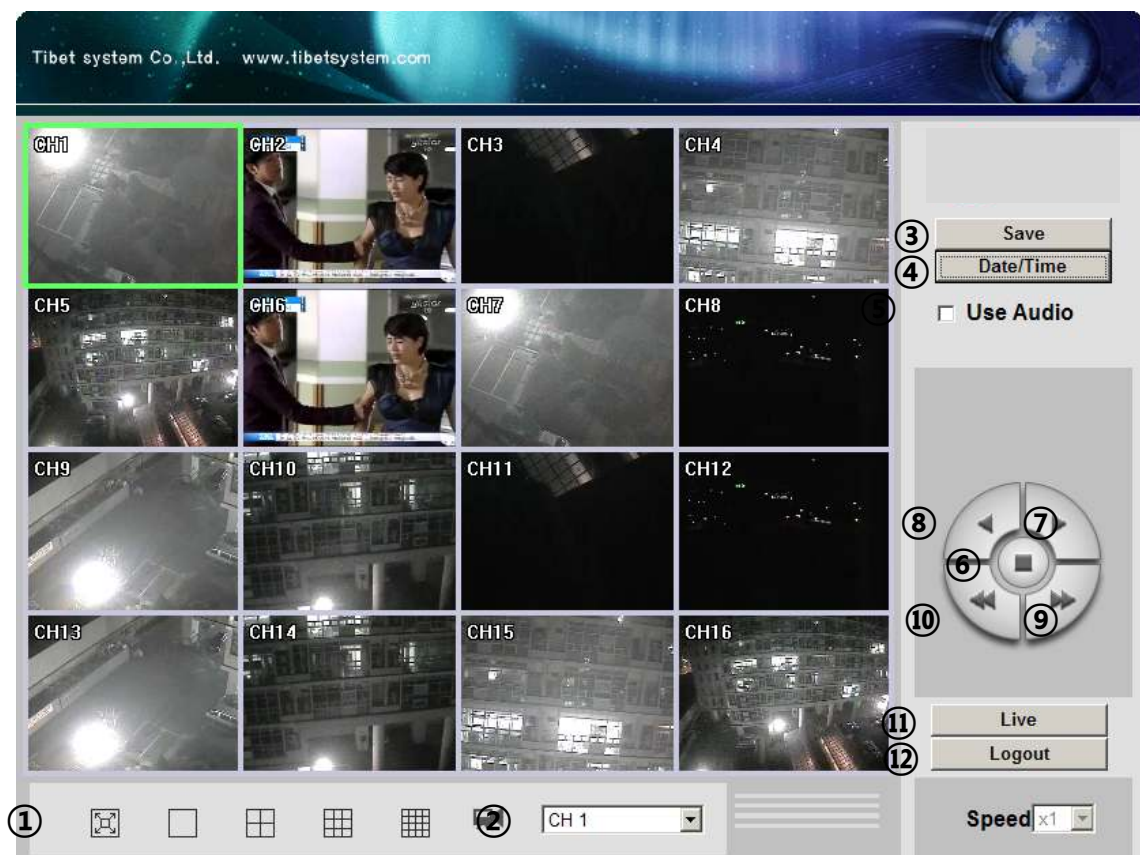 Tibet system Co.,Ltd. www.tibetsystem.com
CH1 CH2 CH3 CH4
③ Save
④ Date/Time
CH5 CH6 CH7 CH8 ⑤ Use Audio
CH9 CH10 CH11 CH12
⑧ ⑦
⑥
⑩ ⑨
CH13 CH14 CH15 CH16
⑪ Live
⑫ Logout
① ② CH 1 Speed x1